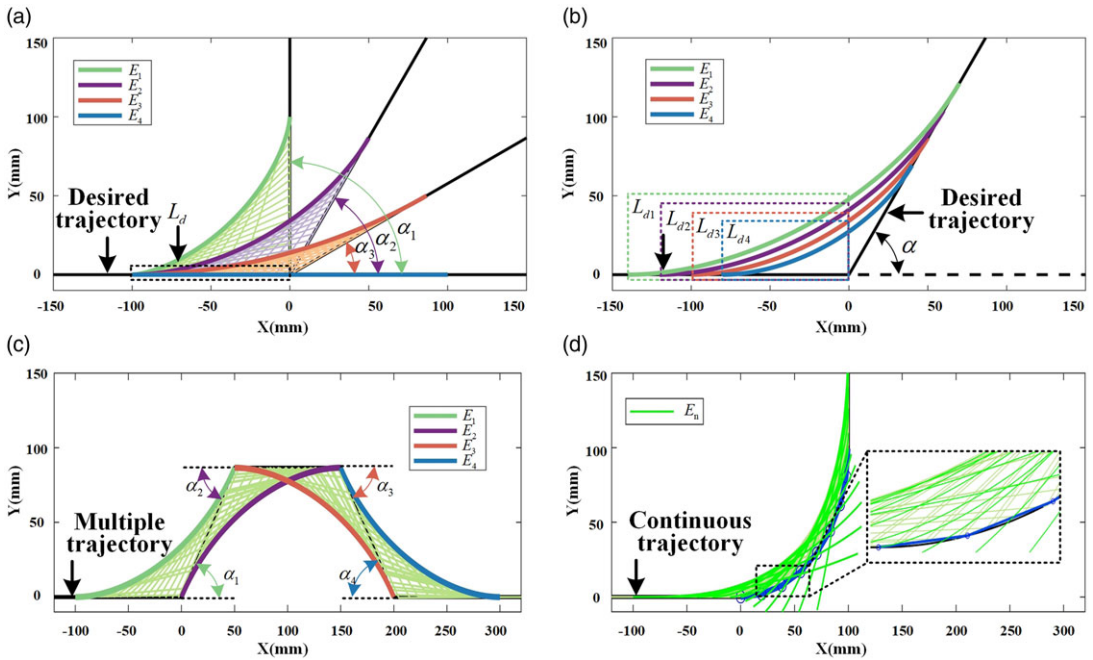 (a)
150
100
50
0
Y(mm)
E1
E2
E3
E4
Desired
trajectory
Ld
α1
α2
α3
-150 -100 -50 0 50 100 150
X(mm)
(b)
150
100
50
0
Y(mm)
E1
E2
E3
E4
Ld1
Ld2
Ld3
Ld4
Desired
trajectory
α
-150 -100 -50 0 50 100 150
X(mm)
(c)
150
100
50
0
Y(mm)
E1
E2
E3
E4
α2
α3
Multiple
trajectory
α1
α4
-100 -50 0 50 100 150 200 250 300
X(mm)
(d)
150
100
50
0
Y(mm)
En
Continuous
trajectory
-100 -50 0 50 100 150 200 250 300
X(mm)